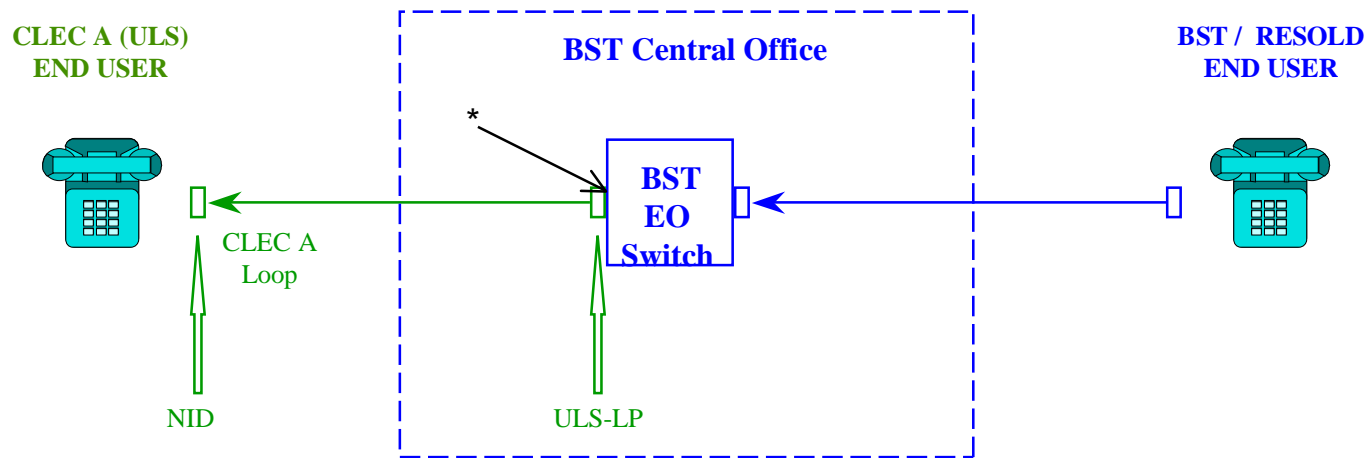 CLEC A (ULS)
END USER
BST Central Office
BST / RESOLD
END USER
*
BST
EO
Switch
CLEC A
Loop
NID
ULS-LP